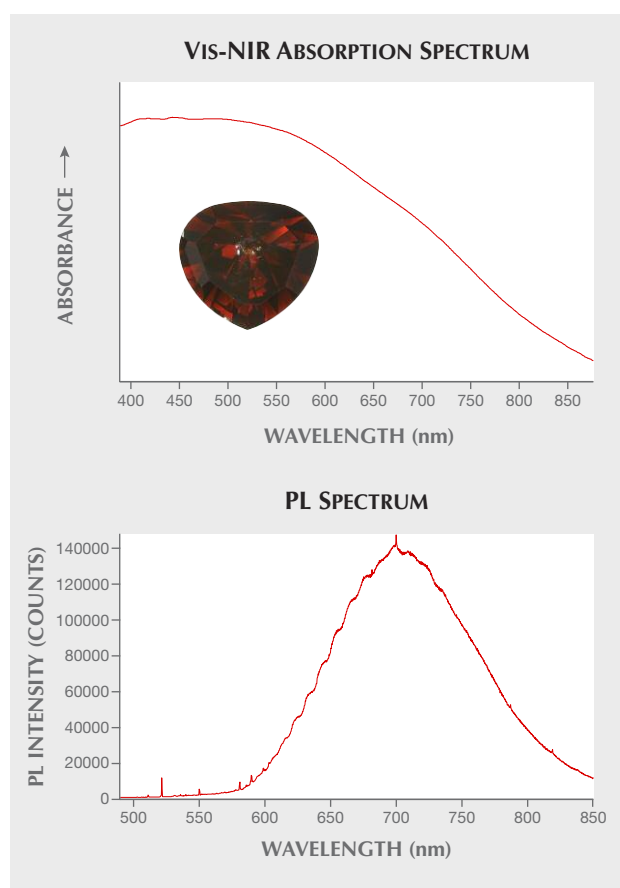 VIS-NIR ABSORPTION SPECTRUM
ABSORBANCE →
400 450 500 550 600 650 700 750 800 850
WAVELENGTH (nm)
PL SPECTRUM
PL INTENSITY (COUNTS)
140000
120000
100000
80000
60000
40000
20000
0
500 550 600 650 700 750 800 850
WAVELENGTH (nm)